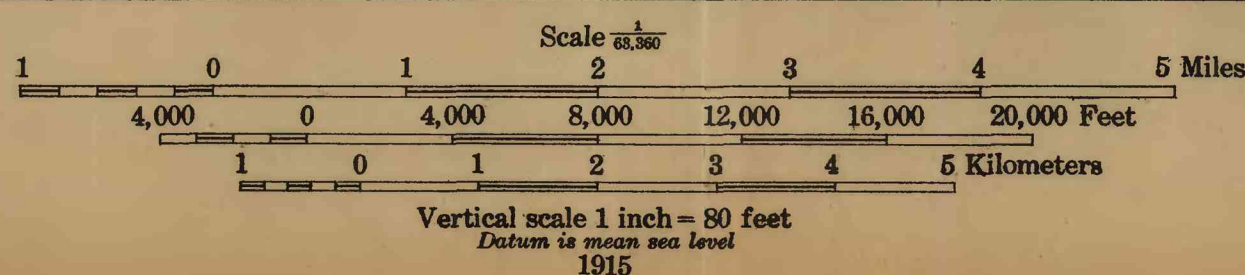 Scale 1/63,360
1 0 1 2 3 4 5 Miles
4,000 0 4,000 8,000 12,000 16,000 20,000 Feet
1 0 1 2 3 4 5 Kilometers
Vertical scale 1 inch = 80 feet
Datum is mean sea level
1915